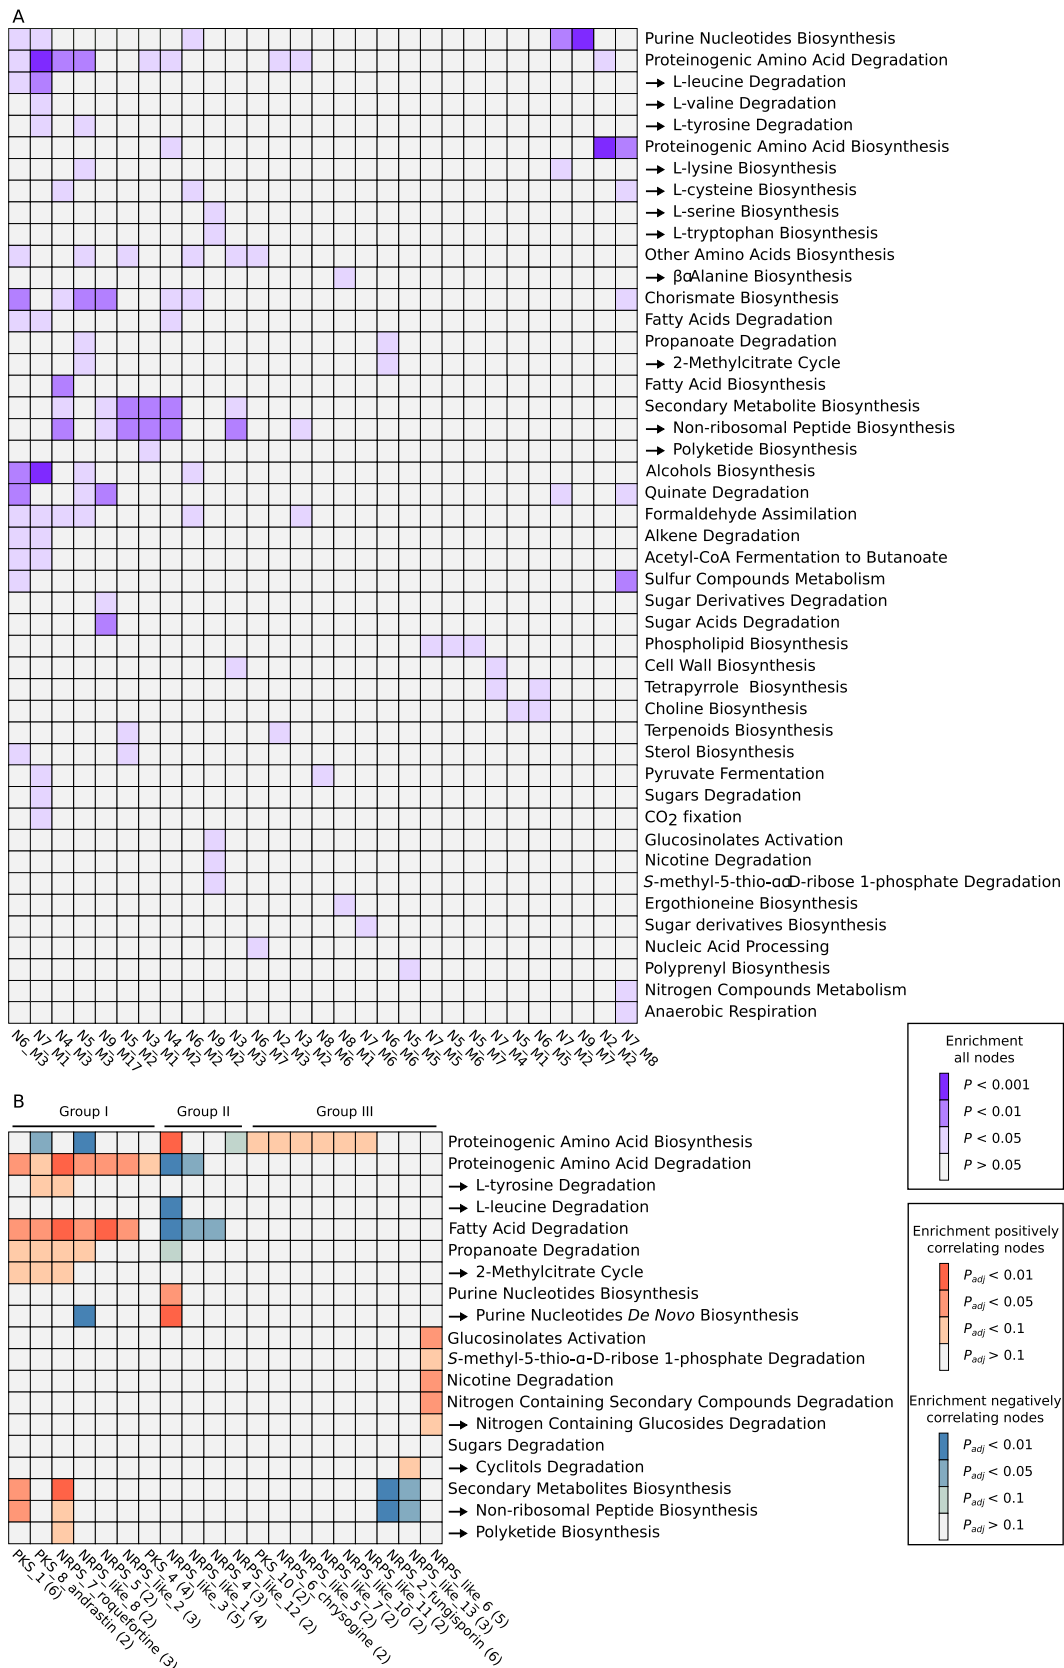 A
Purine Nucleotides Biosynthesis
Proteinogenic Amino Acid Degradation
→ L-leucine Degradation
→ L-valine Degradation
→ L-tyrosine Degradation
Proteinogenic Amino Acid Biosynthesis
→ L-lysine Biosynthesis
→ L-cysteine Biosynthesis
→ L-serine Biosynthesis
→ L-tryptophan Biosynthesis
Other Amino Acids Biosynthesis
→ βαAlanine Biosynthesis
Chorismate Biosynthesis
Fatty Acids Degradation
Propanoate Degradation
→ 2-Methylcitrate Cycle
Fatty Acid Biosynthesis
Secondary Metabolite Biosynthesis
→ Non-ribosomal Peptide Biosynthesis
→ Polyketide Biosynthesis
Alcohols Biosynthesis
Quinate Degradation
Formaldehyde Assimilation
Alkene Degradation
Acetyl-CoA Fermentation to Butanoate
Sulfur Compounds Metabolism
Sugar Derivatives Degradation
Sugar Acids Degradation
Phospholipid Biosynthesis
Cell Wall Biosynthesis
Tetrapyrrole Biosynthesis
Choline Biosynthesis
Terpenoids Biosynthesis
Sterol Biosynthesis
Pyruvate Fermentation
Sugars Degradation
CO2 fixation
Glucosinolates Activation
Nicotine Degradation
S-methyl-5-thio-αD-ribose 1-phosphate Degradation
Ergothioneine Biosynthesis
Sugar derivatives Biosynthesis
Nucleic Acid Processing
Polyprenyl Biosynthesis
Nitrogen Compounds Metabolism
Anaerobic Respiration
N6_M3
N7_M1
N4_M3
N5_M3
N9_M17
N5_M2
N3_M1
N4_M2
N6_M2
N9_M2
N3_M3
N6_M7
N2_M3
N8_M6
N7_M6
N6_M6
N6_M5
N7_M5
N5_M6
N5_M7
N7_M4
N5_M1
N6_M5
N7_M2
N9_M7
N2_M2
N7_M8
Enrichment
all nodes
P < 0.001
P < 0.01
P < 0.05
P > 0.05
B
Group I
Group II
Group III
Proteinogenic Amino Acid Biosynthesis
Proteinogenic Amino Acid Degradation
→ L-tyrosine Degradation
→ L-leucine Degradation
Fatty Acid Degradation
Propanoate Degradation
→ 2-Methylcitrate Cycle
Purine Nucleotides Biosynthesis
→ Purine Nucleotides De Novo Biosynthesis
Glucosinolates Activation
S-methyl-5-thio-α-D-ribose 1-phosphate Degradation
Nicotine Degradation
Nitrogen Containing Secondary Compounds Degradation
→ Nitrogen Containing Glucosides Degradation
Sugars Degradation
→ Cyclitols Degradation
Secondary Metabolites Biosynthesis
→ Non-ribosomal Peptide Biosynthesis
→ Polyketide Biosynthesis
PKS_1 (6)
PKS_8_andrastin (2)
NRPS_7_roquefortine (3)
NRPS_like_8 (2)
NRPS_5 (2)
NRPS_like_2 (3)
PKS_4 (4)
NRPS_like_3 (5)
NRPS_like_1 (4)
NRPS_4 (3)
NRPS_like_12 (2)
PKS_10 (2)
NRPS_6_chrysogine (2)
NRPS_like_5 (2)
NRPS_like_7 (2)
NRPS_like_10 (2)
NRPS_like_11 (2)
NRPS_2_fungisporin (6)
NRPS_like_13 (3)
NRPS_like_6 (5)
Enrichment positively
correlating nodes
Padj < 0.01
Padj < 0.05
Padj < 0.1
Padj > 0.1
Enrichment negatively
correlating nodes
Padj < 0.01
Padj < 0.05
Padj < 0.1
Padj > 0.1